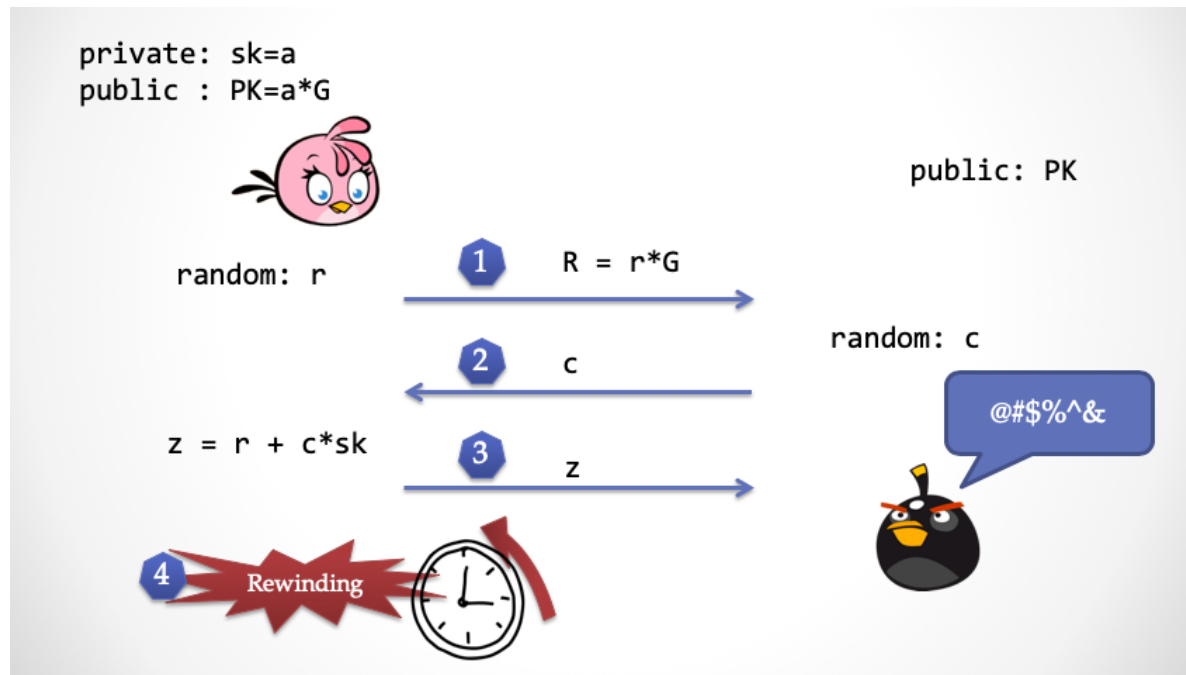 private: sk=a
public : PK=a*G
public: PK
random: r
1
R = r*G
random: c
2
c
@#$%^&
z = r + c*sk
3
z
4
Rewinding